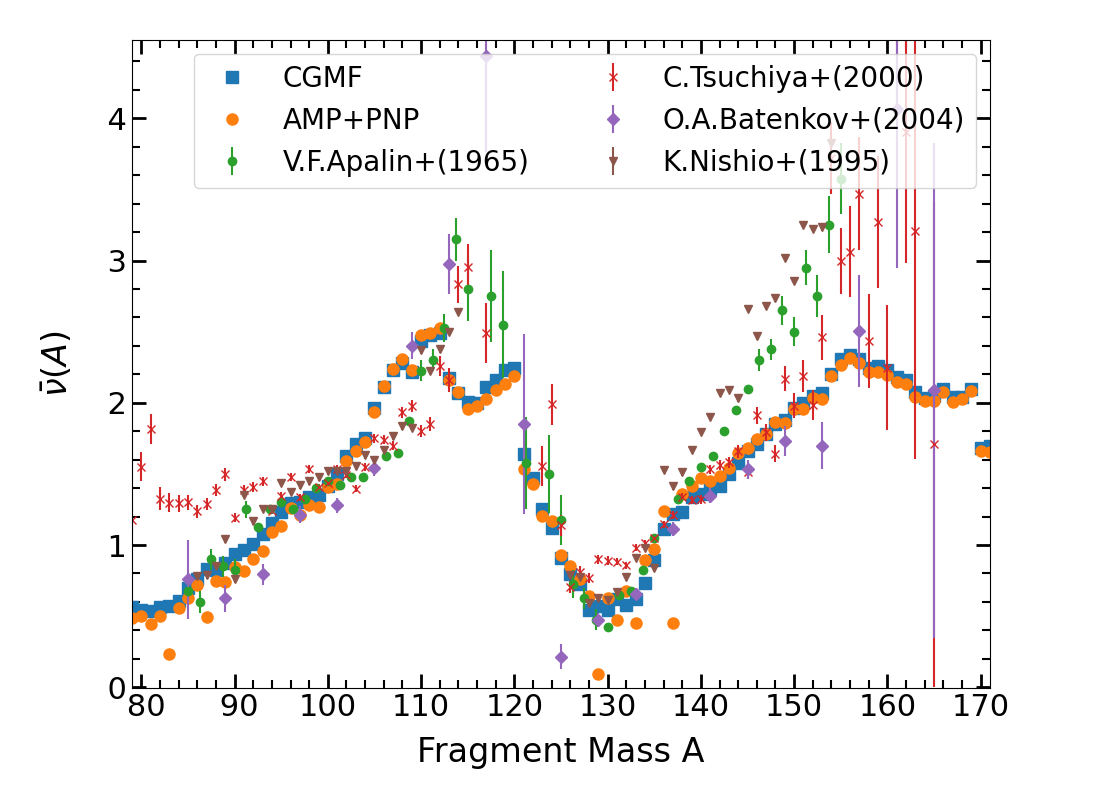 CGMF
AMP+PNP
V.F.Apalin+(1965)
C.Tsuchiya+(2000)
O.A.Batenkov+(2004)
K.Nishio+(1995)
ν̄(A)
4
3
2
1
0
80 90 100 110 120 130 140 150 160 170
Fragment Mass A